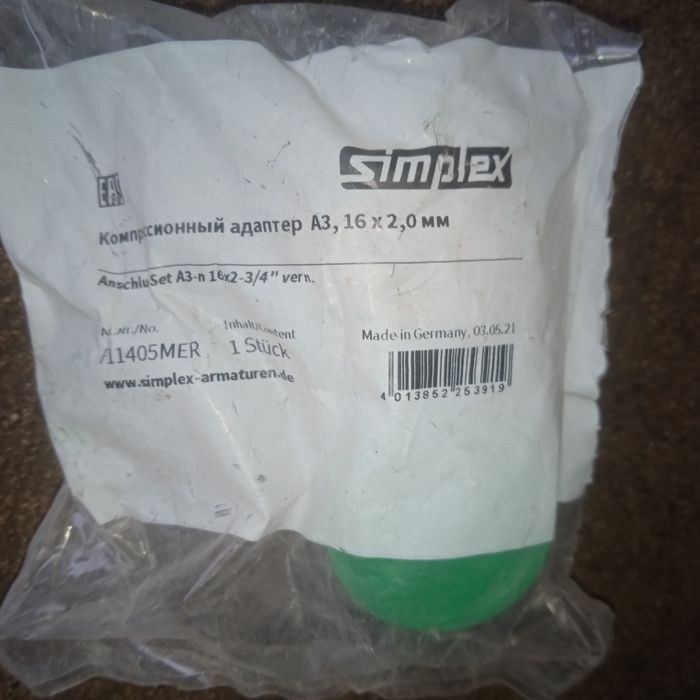 simplex
EAC
Компрессионный адаптер А3, 16 x 2,0 мм
AnschluSet A3-n 16x2-3/4" vern.
Art.Nr./No. Inhalt/Content
A1405MER 1 Stück
www.simplex-armaturen.de
Made in Germany, 03.05.21
4 013852 253919